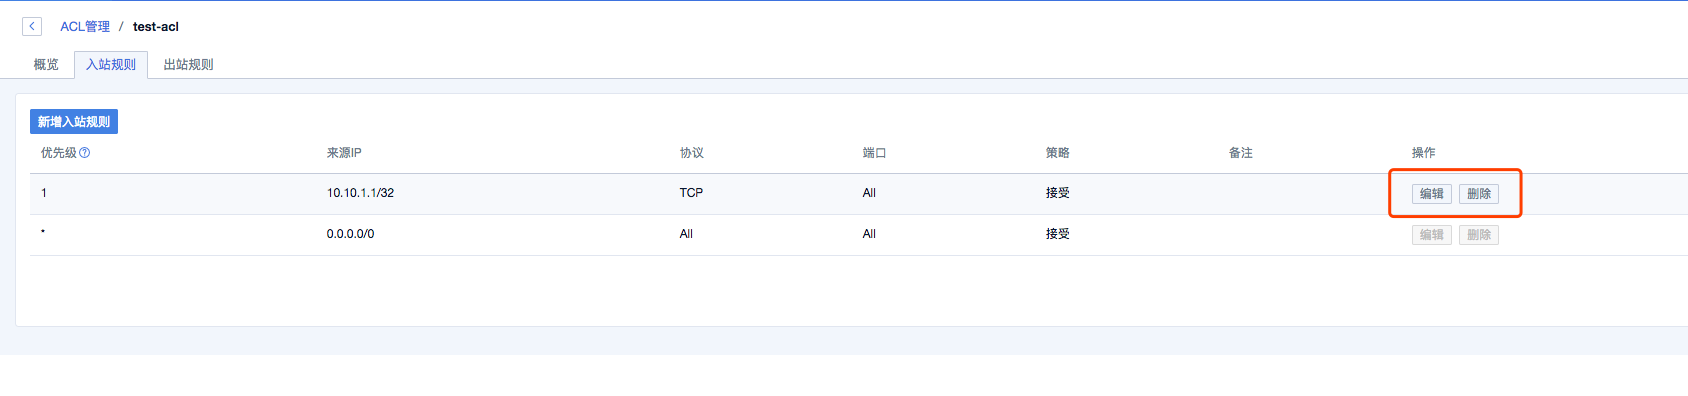 ACL管理 / test-acl
概览 入站规则 出站规则
新增入站规则
优先级 来源IP 协议 端口 策略 备注 操作
1 10.10.1.1/32 TCP All 接受 编辑 删除
* 0.0.0.0/0 All All 接受 编辑 删除